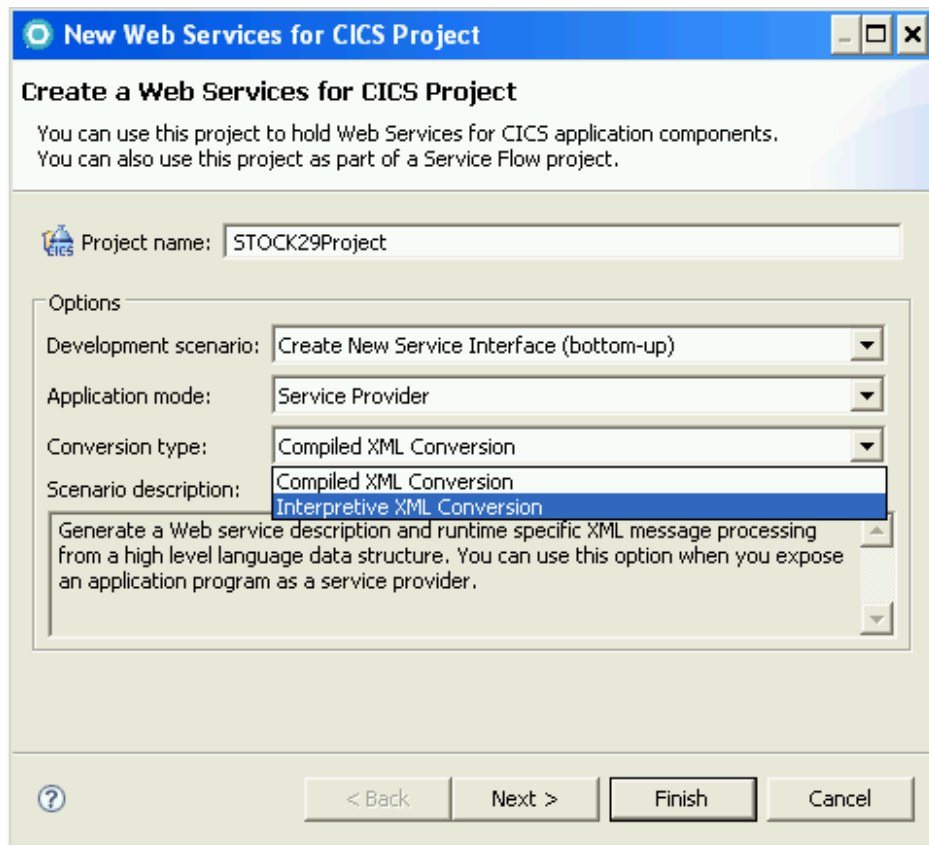 New Web Services for CICS Project
Create a Web Services for CICS Project
You can use this project to hold Web Services for CICS application components.
You can also use this project as part of a Service Flow project.
CICS
Project name: STOCK29Project
Options
Development scenario: Create New Service Interface (bottom-up)
Application mode: Service Provider
Conversion type: Compiled XML Conversion
Compiled XML Conversion
Scenario description:
Interpretive XML Conversion
Generate a Web service description and runtime specific XML message processing
from a high level language data structure. You can use this option when you expose
an application program as a service provider.
? < Back Next > Finish Cancel